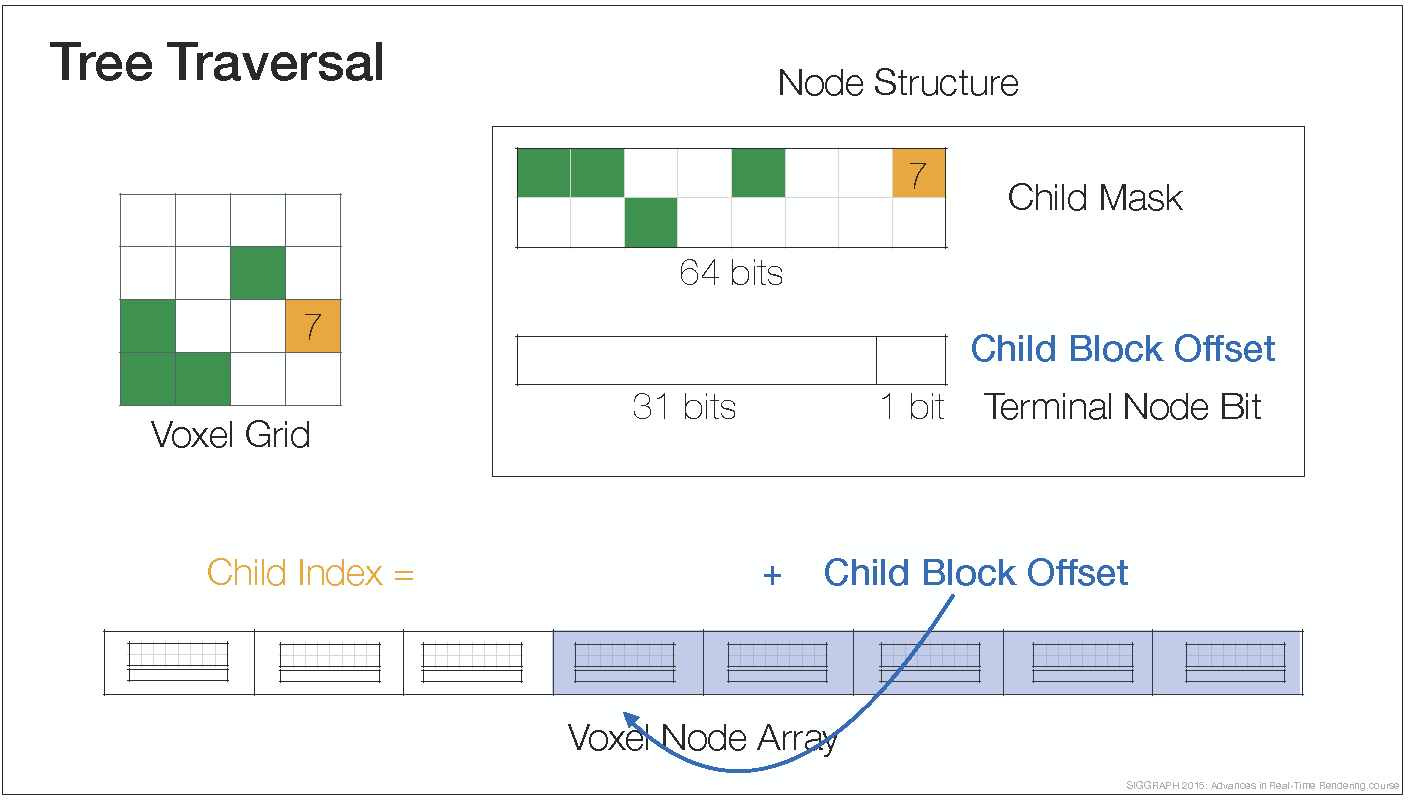 Tree Traversal
Node Structure
7
Child Mask
64 bits
7
Child Block Offset
31 bits
1 bit
Terminal Node Bit
Voxel Grid
Child Index =
+ Child Block Offset
Voxel Node Array
SIGGRAPH 2015: Advances in Real-Time Rendering course